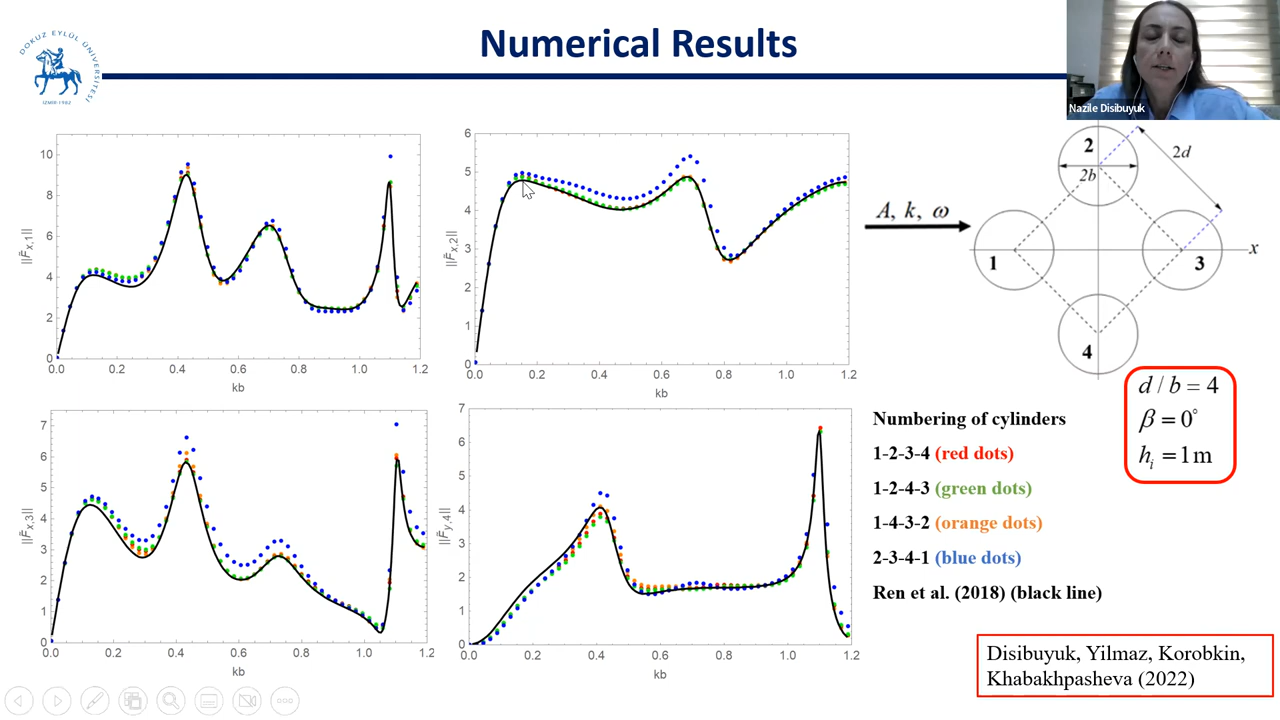 Numerical Results
DOKUZ EYLÜL ÜNİVERSİTESİ
İZMİR-1982
Nazile Disibuyuk
10
8
6
4
2
0
0.0 0.2 0.4 0.6 0.8 1.0 1.2
kb
||F̃x,1||
6
5
4
3
2
1
0
0.0 0.2 0.4 0.6 0.8 1.0 1.2
kb
||F̃x,2||
A, k, ω
2
2b
2d
1
3
x
4
7
6
5
4
3
2
1
0
0.0 0.2 0.4 0.6 0.8 1.0 1.2
kb
||F̃x,3||
7
6
5
4
3
2
1
0
0.0 0.2 0.4 0.6 0.8 1.0 1.2
kb
||F̃y,4||
d / b = 4
β = 0°
hi = 1m
Numbering of cylinders
1-2-3-4 (red dots)
1-2-4-3 (green dots)
1-4-3-2 (orange dots)
2-3-4-1 (blue dots)
Ren et al. (2018) (black line)
Disibuyuk, Yilmaz, Korobkin,
Khabakhpasheva (2022)